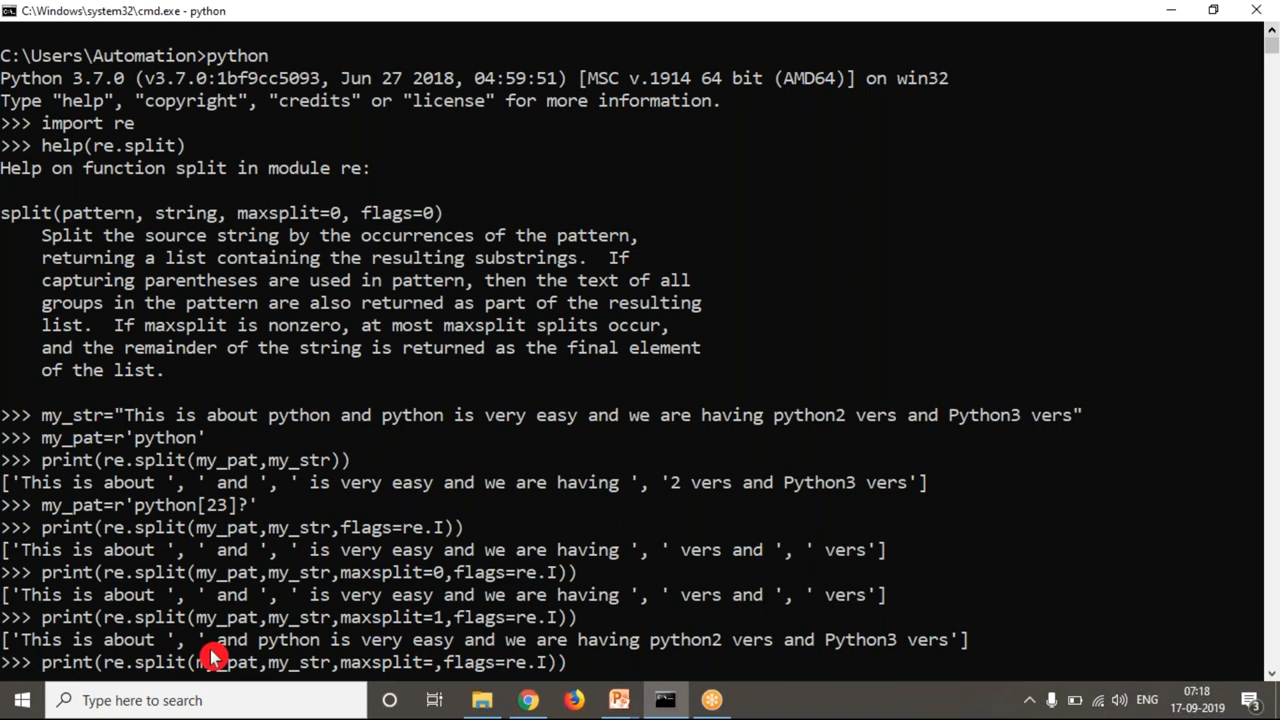 C:\Windows\system32\cmd.exe - python
C:\Users\Automation>python
Python 3.7.0 (v3.7.0:1bf9cc5093, Jun 27 2018, 04:59:51) [MSC v.1914 64 bit (AMD64)] on win32
Type "help", "copyright", "credits" or "license" for more information.
>>> import re
>>> help(re.split)
Help on function split in module re:
split(pattern, string, maxsplit=0, flags=0)
    Split the source string by the occurrences of the pattern,
    returning a list containing the resulting substrings.  If
    capturing parentheses are used in pattern, then the text of all
    groups in the pattern are also returned as part of the resulting
    list.  If maxsplit is nonzero, at most maxsplit splits occur,
    and the remainder of the string is returned as the final element
    of the list.
>>> my_str="This is about python and python is very easy and we are having python2 vers and Python3 vers"
>>> my_pat=r'python'
>>> print(re.split(my_pat,my_str))
['This is about ', ' and ', ' is very easy and we are having ', '2 vers and Python3 vers']
>>> my_pat=r'python[23]?'
>>> print(re.split(my_pat,my_str,flags=re.I))
['This is about ', ' and ', ' is very easy and we are having ', ' vers and ', ' vers']
>>> print(re.split(my_pat,my_str,maxsplit=0,flags=re.I))
['This is about ', ' and ', ' is very easy and we are having ', ' vers and ', ' vers']
>>> print(re.split(my_pat,my_str,maxsplit=1,flags=re.I))
['This is about ', ' and python is very easy and we are having python2 vers and Python3 vers']
>>> print(re.split(my_pat,my_str,maxsplit=,flags=re.I))
Type here to search
ENG
07:18
17-09-2019
3